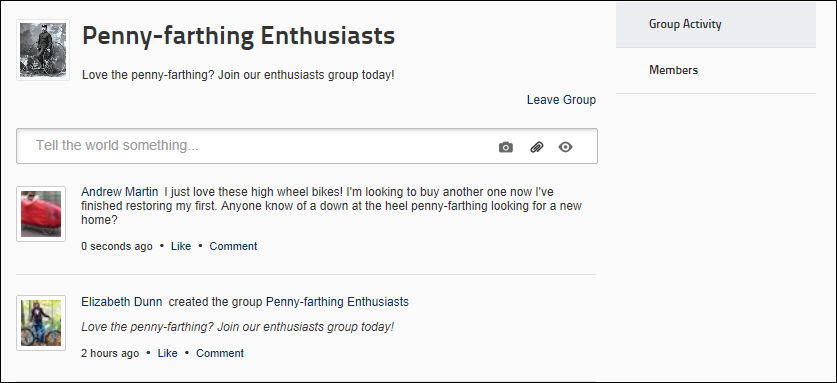 Penny-farthing Enthusiasts
Love the penny-farthing? Join our enthusiasts group today!
Leave Group
Group Activity
Members
Tell the world something...
Andrew Martin I just love these high wheel bikes! I'm looking to buy another one now I've
finished restoring my first. Anyone know of a down at the heel penny-farthing looking for a new
home?
0 seconds ago • Like • Comment
Elizabeth Dunn created the group Penny-farthing Enthusiasts
Love the penny-farthing? Join our enthusiasts group today!
2 hours ago • Like • Comment